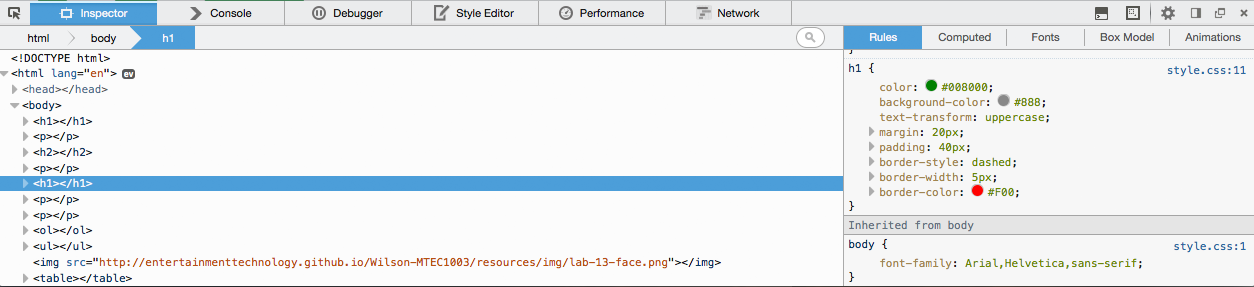 Inspector Console Debugger Style Editor Performance Network
html body h1
Rules Computed Fonts Box Model Animations
<!DOCTYPE html>
<html lang="en"> ev
<head></head>
<body>
<h1></h1>
<p></p>
<h2></h2>
<p></p>
<h1></h1>
<p></p>
<p></p>
<ol></ol>
<ul></ul>
<img src="http://entertainmenttechnology.github.io/Wilson-MTEC1003/resources/img/lab-13-face.png"></img>
<table></table>
}
h1 { style.css:11
color: #008000;
background-color: #888;
text-transform: uppercase;
margin: 20px;
padding: 40px;
border-style: dashed;
border-width: 5px;
border-color: #F00;
}
Inherited from body
body { style.css:1
font-family: Arial,Helvetica,sans-serif;
}